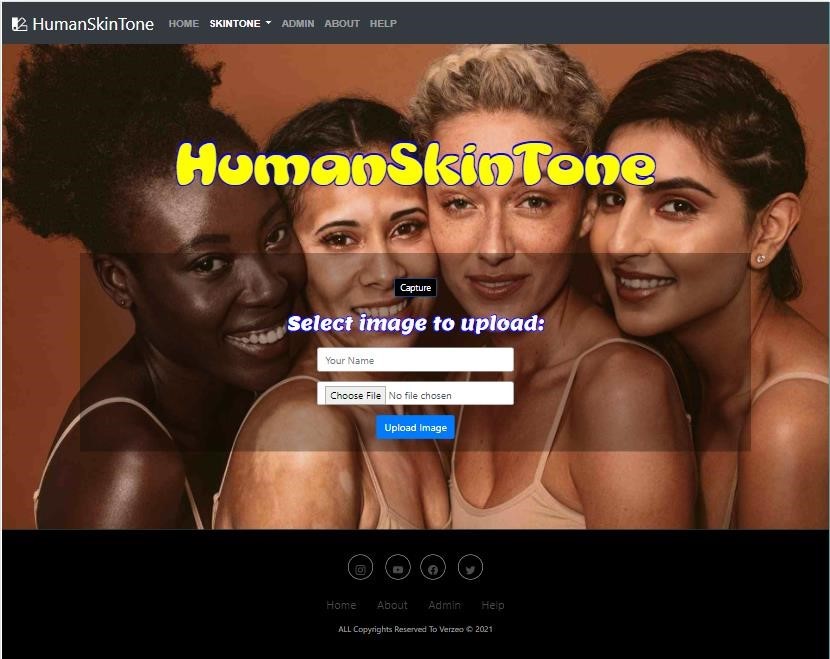 HumanSkinTone HOME SKINTONE ADMIN ABOUT HELP
HumanSkinTone
Capture
Select image to upload:
Your Name
Choose File No file chosen
Upload Image
Home About Admin Help
ALL Copyrights Reserved To Verzeo © 2021